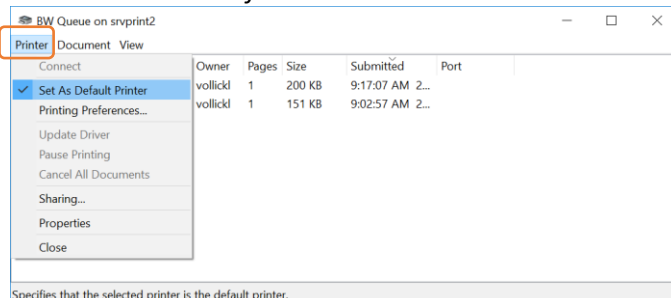 BW Queue on srvprint2
Printer Document View
Connect
Owner Pages Size Submitted Port
Set As Default Printer
vollickl 1 200 KB 9:17:07 AM 2...
Printing Preferences...
vollickl 1 151 KB 9:02:57 AM 2...
Update Driver
Pause Printing
Cancel All Documents
Sharing...
Properties
Close
Specifies that the selected printer is the default printer.